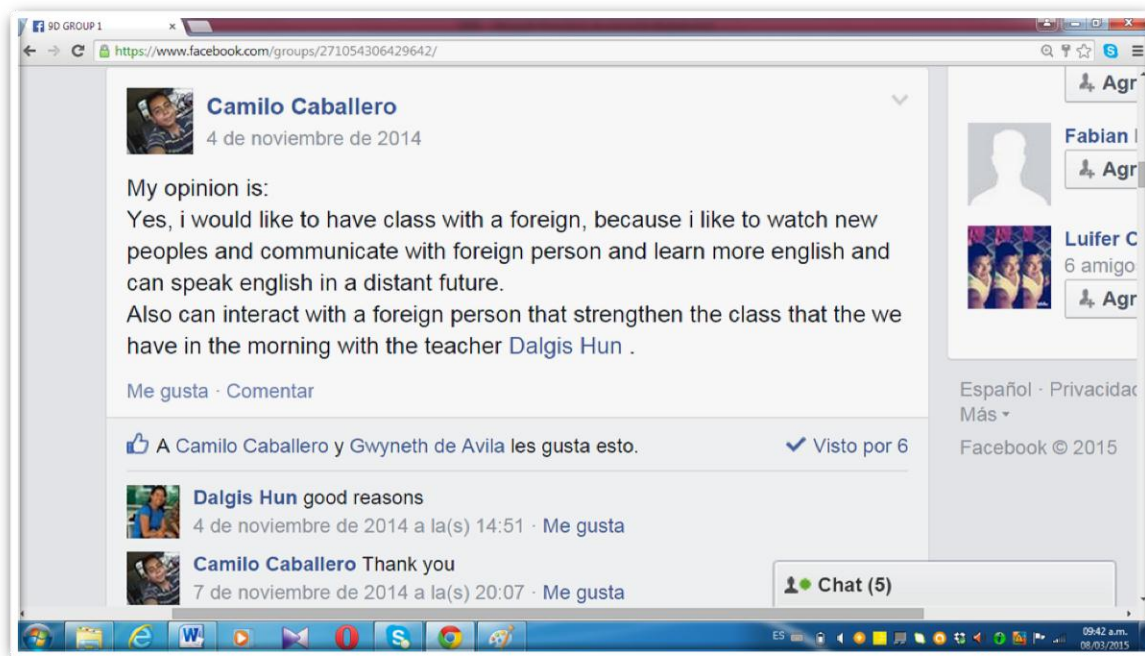 9D GROUP 1
https://www.facebook.com/groups/271054306429642/
Camilo Caballero
4 de noviembre de 2014
My opinion is:
Yes, i would like to have class with a foreign, because i like to watch new
peoples and communicate with foreign person and learn more english and
can speak english in a distant future.
Also can interact with a foreign person that strengthen the class that the we
have in the morning with the teacher Dalgis Hun .
Me gusta · Comentar
A Camilo Caballero y Gwyneth de Avila les gusta esto.
Visto por 6
Dalgis Hun good reasons
4 de noviembre de 2014 a la(s) 14:51 · Me gusta
Camilo Caballero Thank you
7 de noviembre de 2014 a la(s) 20:07 · Me gusta
Agr
Fabian
Agr
Luifer C
6 amigo
Agr
Español · Privacidad
Más
Facebook © 2015
Chat (5)
ES
09:42 a.m.
08/03/2015